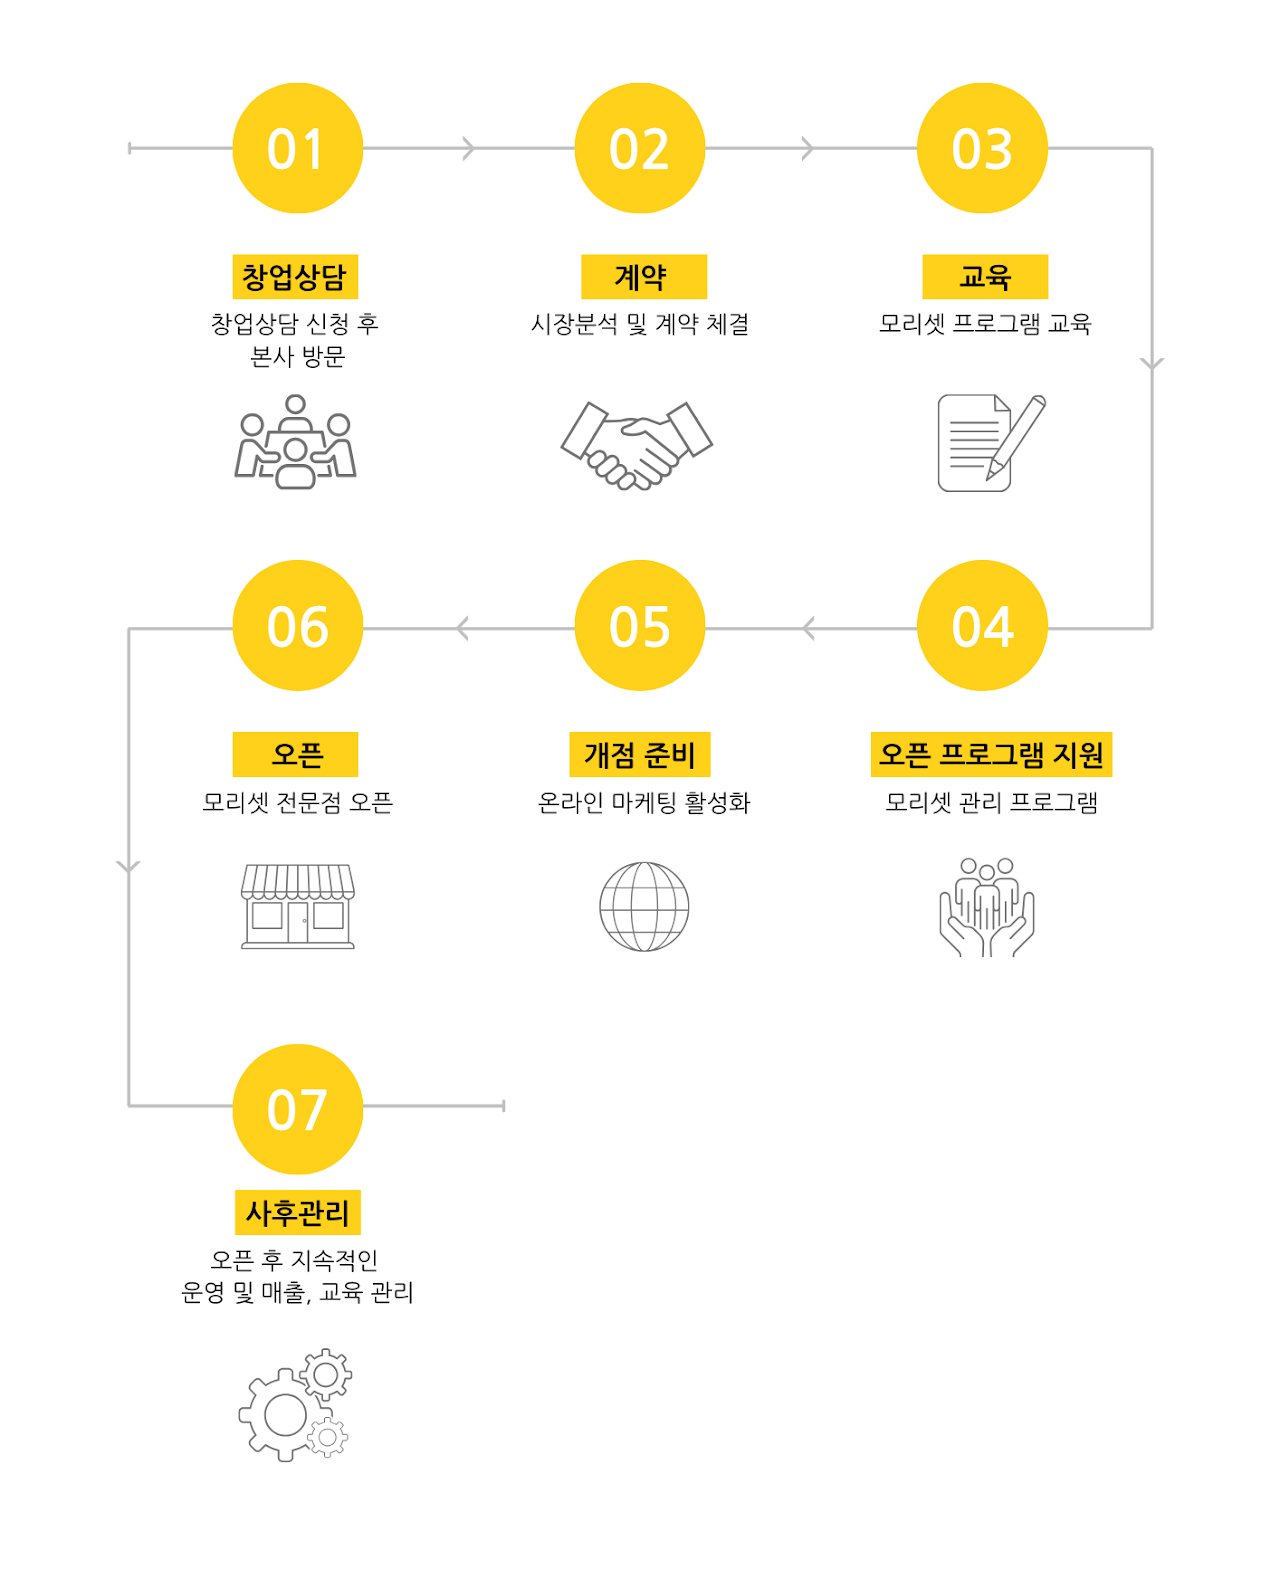 01
창업상담
창업상담 신청 후
본사 방문
02
계약
시장분석 및 계약 체결
03
교육
모리셋 프로그램 교육
04
오픈 프로그램 지원
모리셋 관리 프로그램
05
개점 준비
온라인 마케팅 활성화
06
오픈
모리셋 전문점 오픈
07
사후관리
오픈 후 지속적인
운영 및 매출, 교육 관리